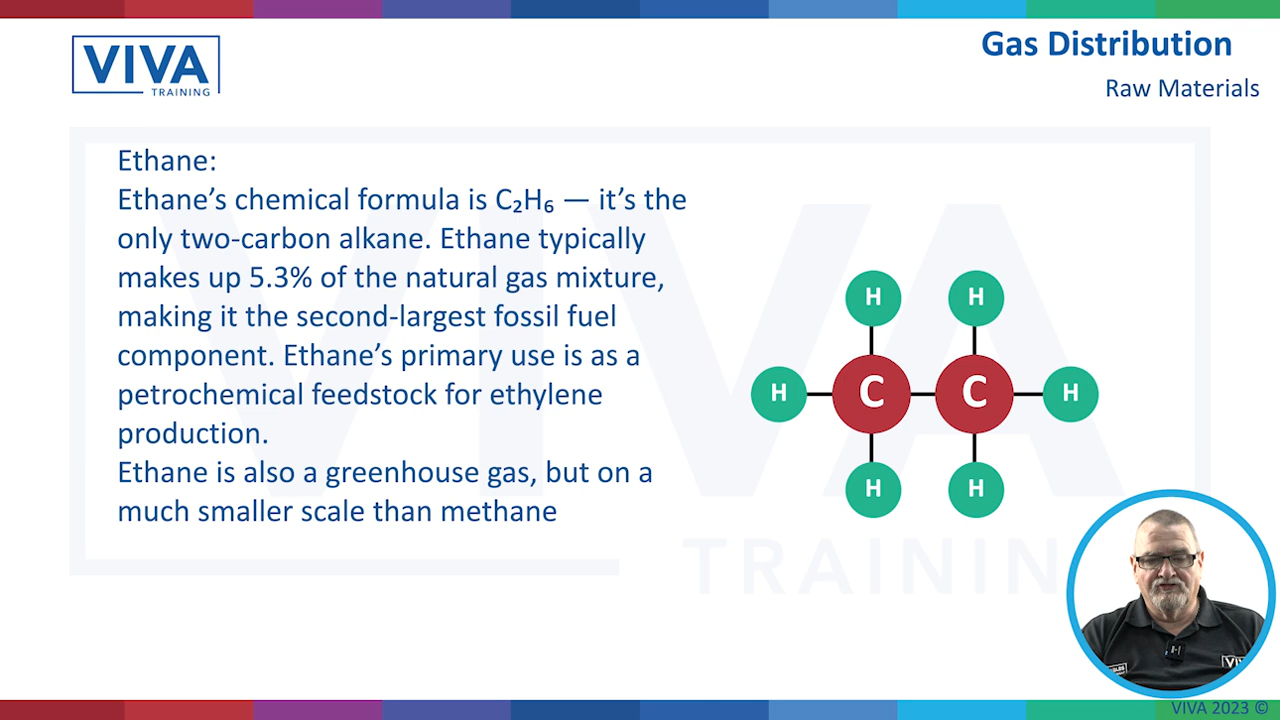 VIVA
TRAINING
Gas Distribution
Raw Materials
Ethane:
Ethane’s chemical formula is C₂H₆ — it’s the
only two-carbon alkane. Ethane typically
makes up 5.3% of the natural gas mixture,
making it the second-largest fossil fuel
component. Ethane’s primary use is as a
petrochemical feedstock for ethylene
production.
Ethane is also a greenhouse gas, but on a
much smaller scale than methane
H H
H C C H
H H
VIVA
TRAININ
VIVA 2023 ©